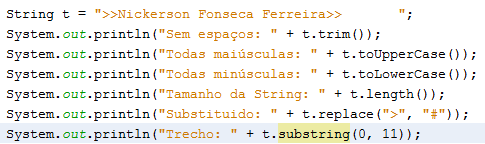 String t = ">>Nickerson Fonseca Ferreira>>       ";
System.out.println("Sem espaços: " + t.trim());
System.out.println("Todas maiúsculas: " + t.toUpperCase());
System.out.println("Todas minúsculas: " + t.toLowerCase());
System.out.println("Tamanho da String: " + t.length());
System.out.println("Substituido: " + t.replace(">", "#"));
System.out.println("Trecho: " + t.substring(0, 11));